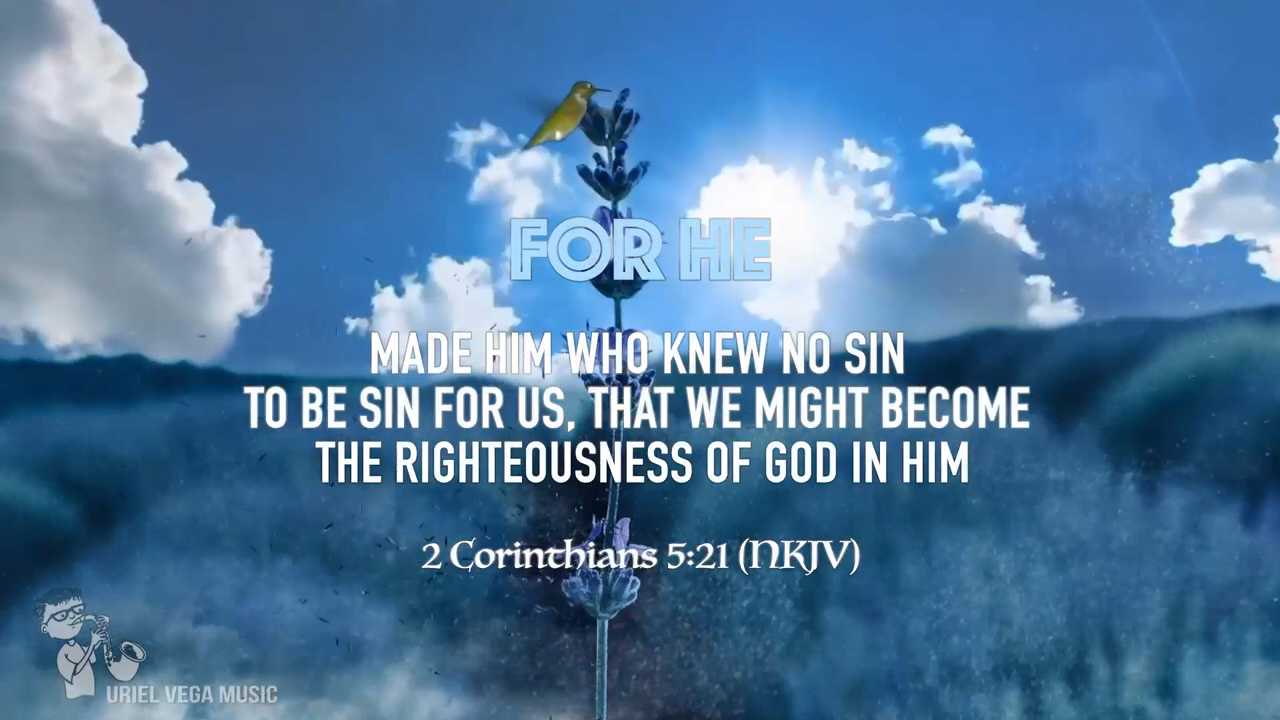 FOR HE
MADE HIM WHO KNEW NO SIN
TO BE SIN FOR US, THAT WE MIGHT BECOME
THE RIGHTEOUSNESS OF GOD IN HIM
2 Corinthians 5:21 (NKJV)
URIEL VEGA MUSIC